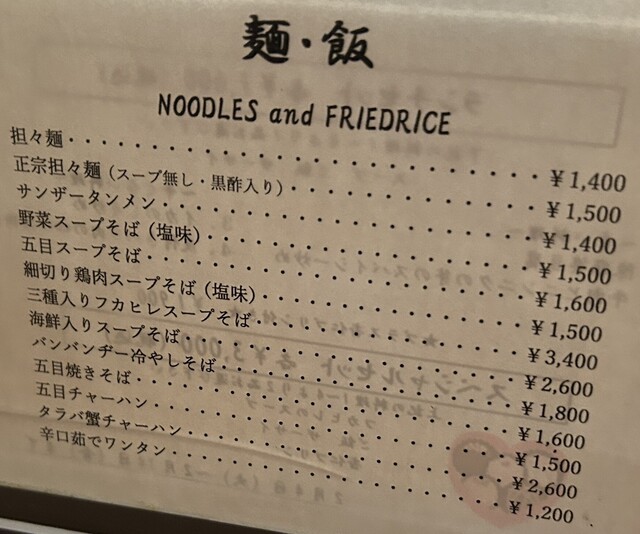 麺・飯
NOODLES and FRIEDRICE
担々麺・・・・・・・・・・・・・・・・・・・・・・・¥1,400
正宗担々麺（スープ無し・黒酢入り）・・・・・・・・・・・・¥1,500
サンザータンメン・・・・・・・・・・・・・・・・・・・¥1,400
野菜スープそば（塩味）・・・・・・・・・・・・・・・・・¥1,500
五目スープそば・・・・・・・・・・・・・・・・・・・・¥1,600
細切り鶏肉スープそば（塩味）・・・・・・・・・・・・・・¥1,500
三種入りフカヒレスープそば・・・・・・・・・・・・・・・¥3,400
海鮮入りスープそば・・・・・・・・・・・・・・・・・・¥2,600
バンバンヂー冷やしそば・・・・・・・・・・・・・・・・¥1,800
五目焼きそば・・・・・・・・・・・・・・・・・・・・¥1,600
五目チャーハン・・・・・・・・・・・・・・・・・・・¥1,500
タラバ蟹チャーハン・・・・・・・・・・・・・・・・・¥2,600
辛口茹でワンタン・・・・・・・・・・・・・・・・・・¥1,200